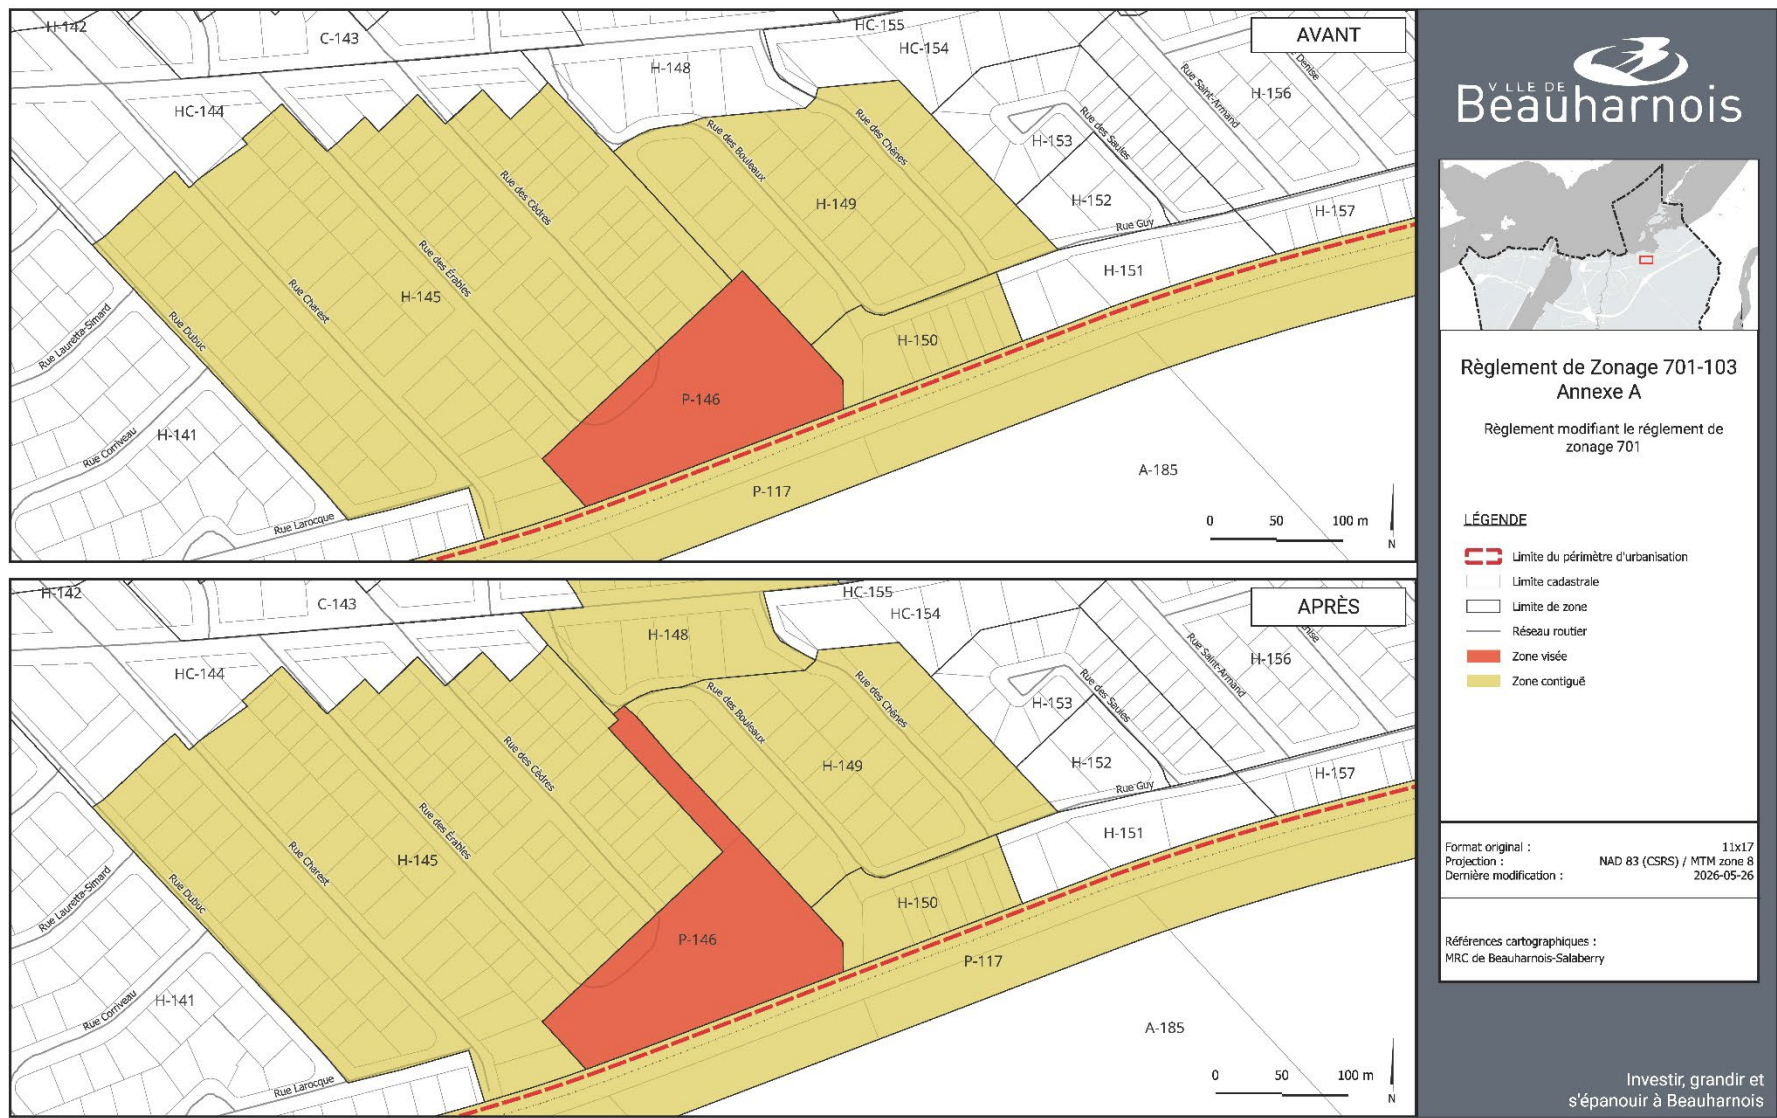 AVANT
H-142
C-143
HC-144
HC-155
HC-154
H-148
H-156
H-153
H-152
H-157
H-149
H-151
H-145
H-150
P-146
H-141
P-117
A-185
Rue des Bouleaux
Rue des Chênes
Rue des Saules
Rue Saint-Armand
Denise
Rue Guy
Rue des Cèdres
Rue des Érables
Rue Charest
Rue Dubuc
Rue Lauretta-Simard
Rue Corriveau
Rue Larocque
0 50 100 m
N
APRÈS
H-142
C-143
HC-144
HC-155
HC-154
H-148
H-156
H-153
H-152
H-157
H-149
H-151
H-145
H-150
P-146
H-141
P-117
A-185
Rue des Bouleaux
Rue des Chênes
Rue des Saules
Rue Saint-Armand
Rue Guy
Rue des Cèdres
Rue des Érables
Rue Charest
Rue Dubuc
Rue Lauretta-Simard
Rue Corriveau
Rue Larocque
0 50 100 m
N
VILLE DE
Beauharnois
Règlement de Zonage 701-103
Annexe A
Règlement modifiant le réglement de
zonage 701
LÉGENDE
Limite du périmètre d'urbanisation
Limite cadastrale
Limite de zone
Réseau routier
Zone visée
Zone contiguë
Format original : 11x17
Projection : NAD 83 (CSRS) / MTM zone 8
Dernière modification : 2026-05-26
Références cartographiques :
MRC de Beauharnois-Salaberry
Investir, grandir et
s'épanouir à Beauharnois